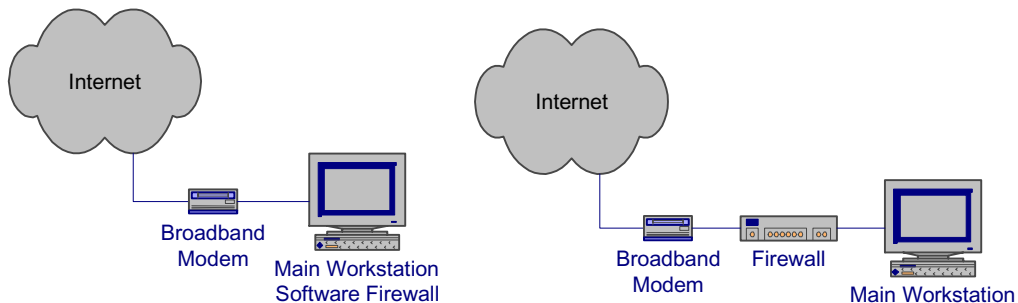 Internet
Broadband
Modem
Main Workstation
Software Firewall
Internet
Broadband
Modem
Firewall
Main Workstation